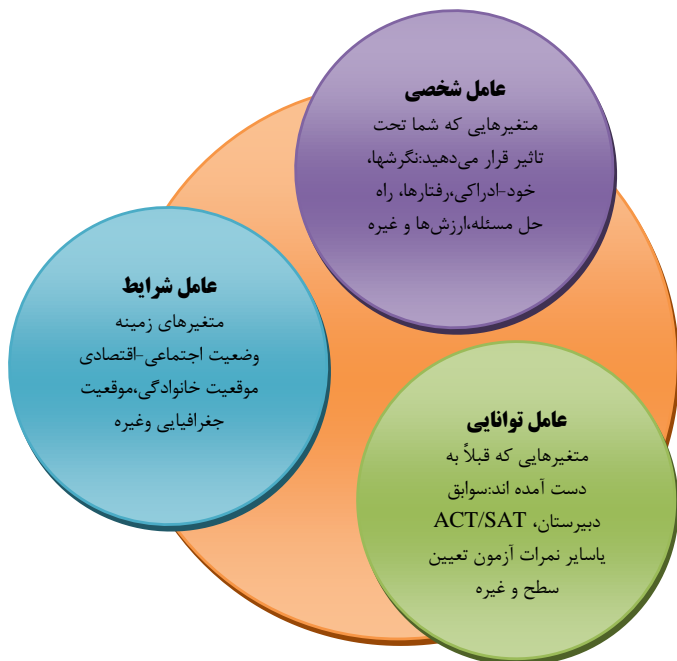 عامل شخصی
متغیرهایی که شما تحت
تاثیر قرار می‌دهید:نگرشها،
خود-ادراکی،رفتارها، راه
حل مسئله،ارزش‌ها و غیره
عامل شرایط
متغیرهای زمینه
وضعیت اجتماعی-اقتصادی
موقعیت خانوادگی،موقعیت
جغرافیایی وغیره
عامل توانایی
متغیرهایی که قبلاً به
دست آمده اند:سوابق
دبیرستان، ACT/SAT
یاسایر نمرات آزمون تعیین
سطح و غیره